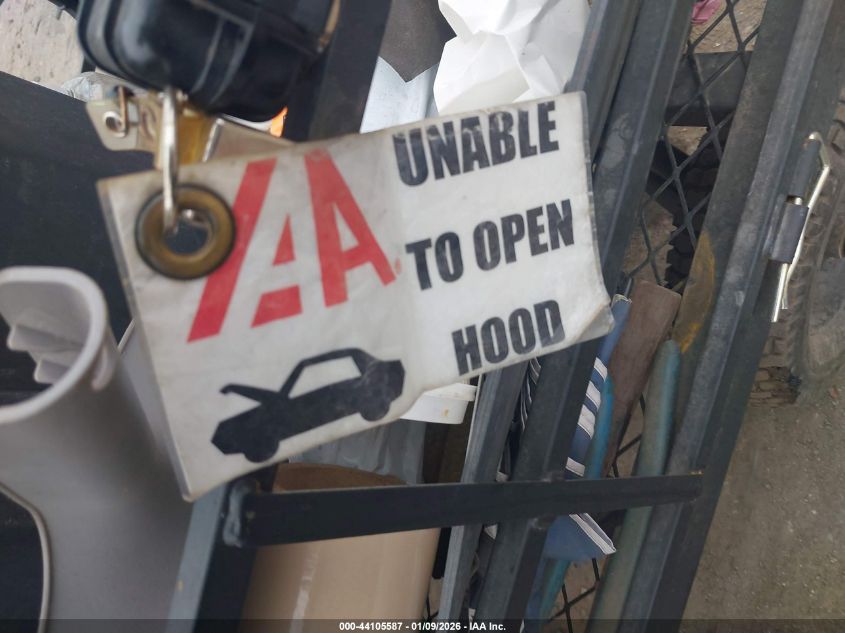 IAA
UNABLE
TO OPEN
HOOD
000-44105587 - 01/09/2026 - IAA Inc.